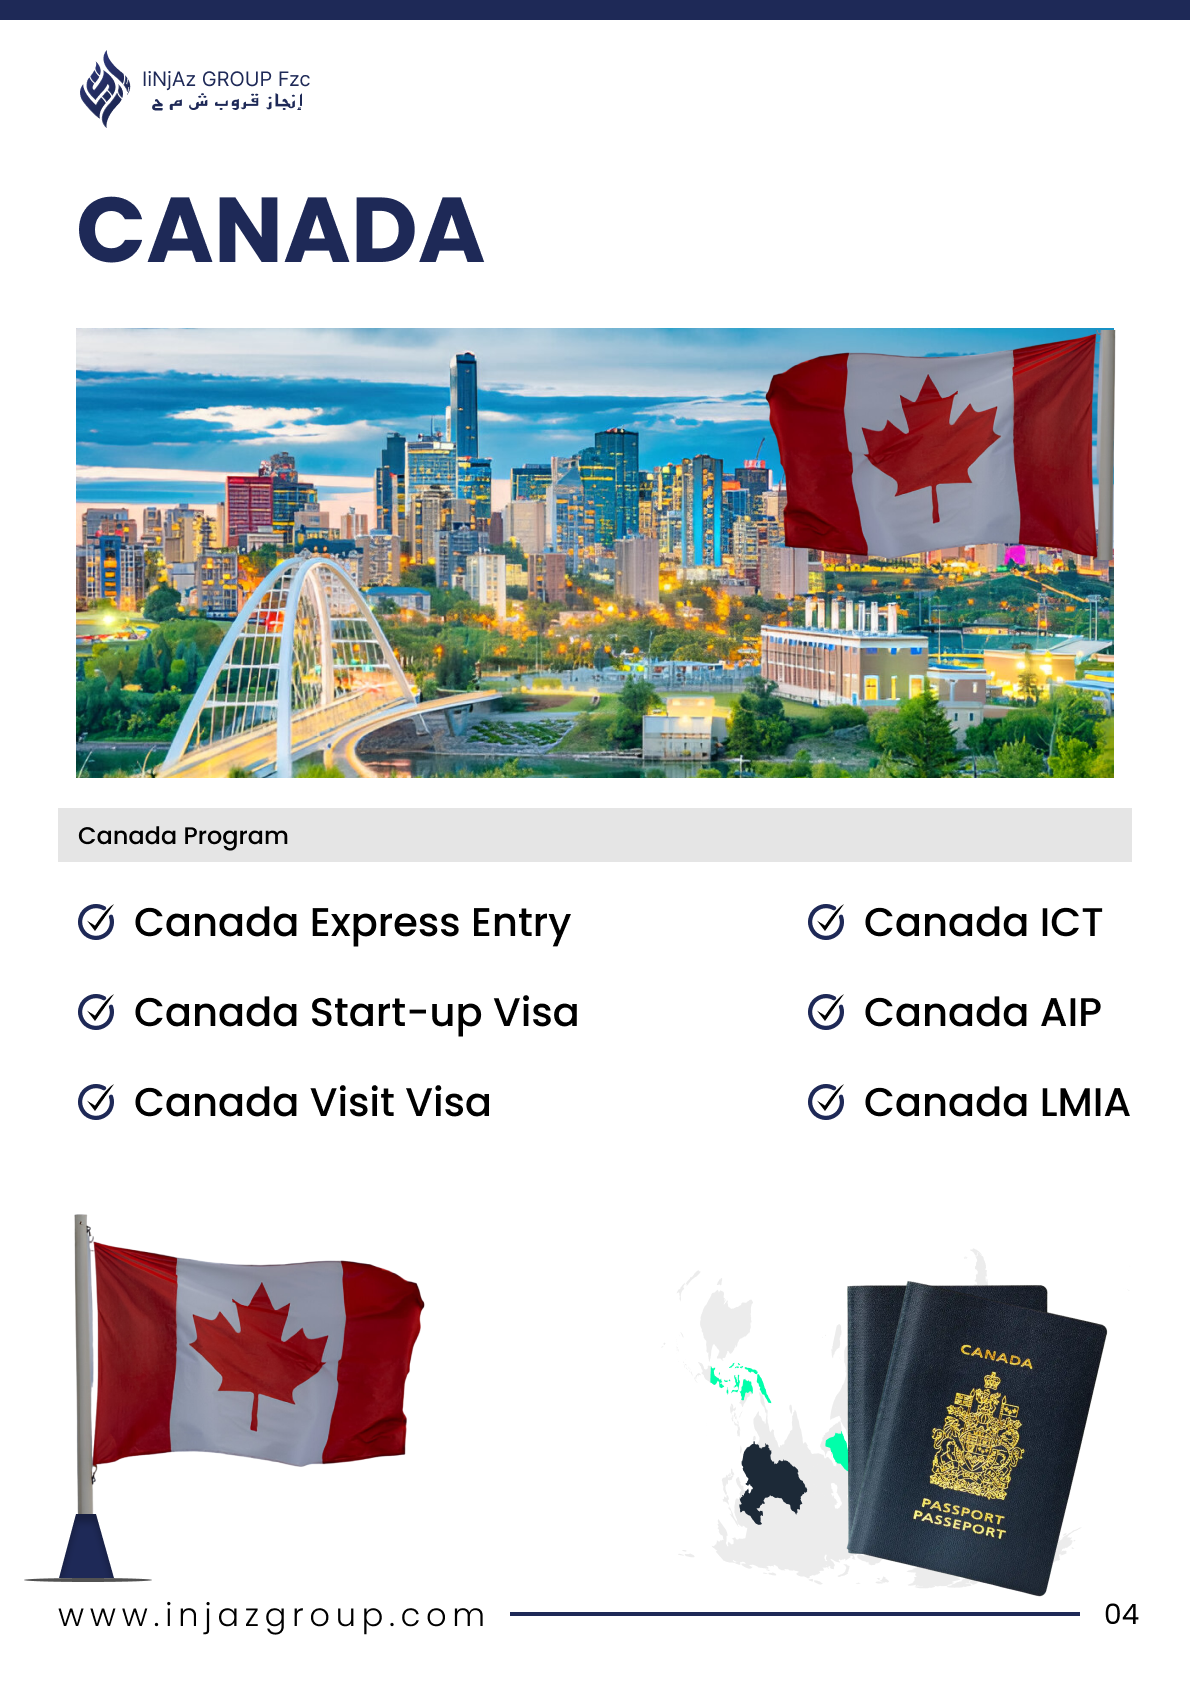 IiNjAz GROUP Fzc
إنجاز قروب ش م ح
CANADA
Canada Program
Canada Express Entry
Canada Start-up Visa
Canada Visit Visa
Canada ICT
Canada AIP
Canada LMIA
CANADA
PASSPORT
PASSEPORT
www.injazgroup.com
04